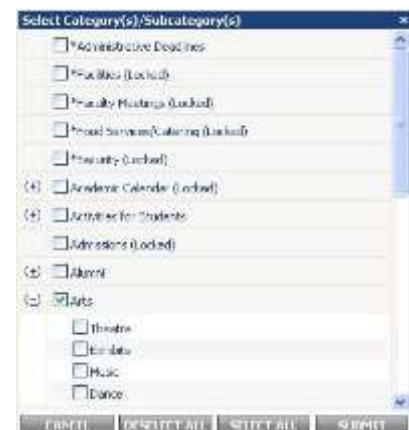 Select Category(s)/Subcategory(s)
*Administrative Deadlines
*Facilities (Locked)
*Faculty Meetings (Locked)
*Food Services/Catering (Locked)
*Security (Locked)
(+) Academic Calendar (Locked)
(+) Activities for Students
Admissions (Locked)
(+) Alumni
(-) Arts
Theatre
Exhibits
Music
Dance
CANCEL DESELECT ALL SELECT ALL SUBMIT